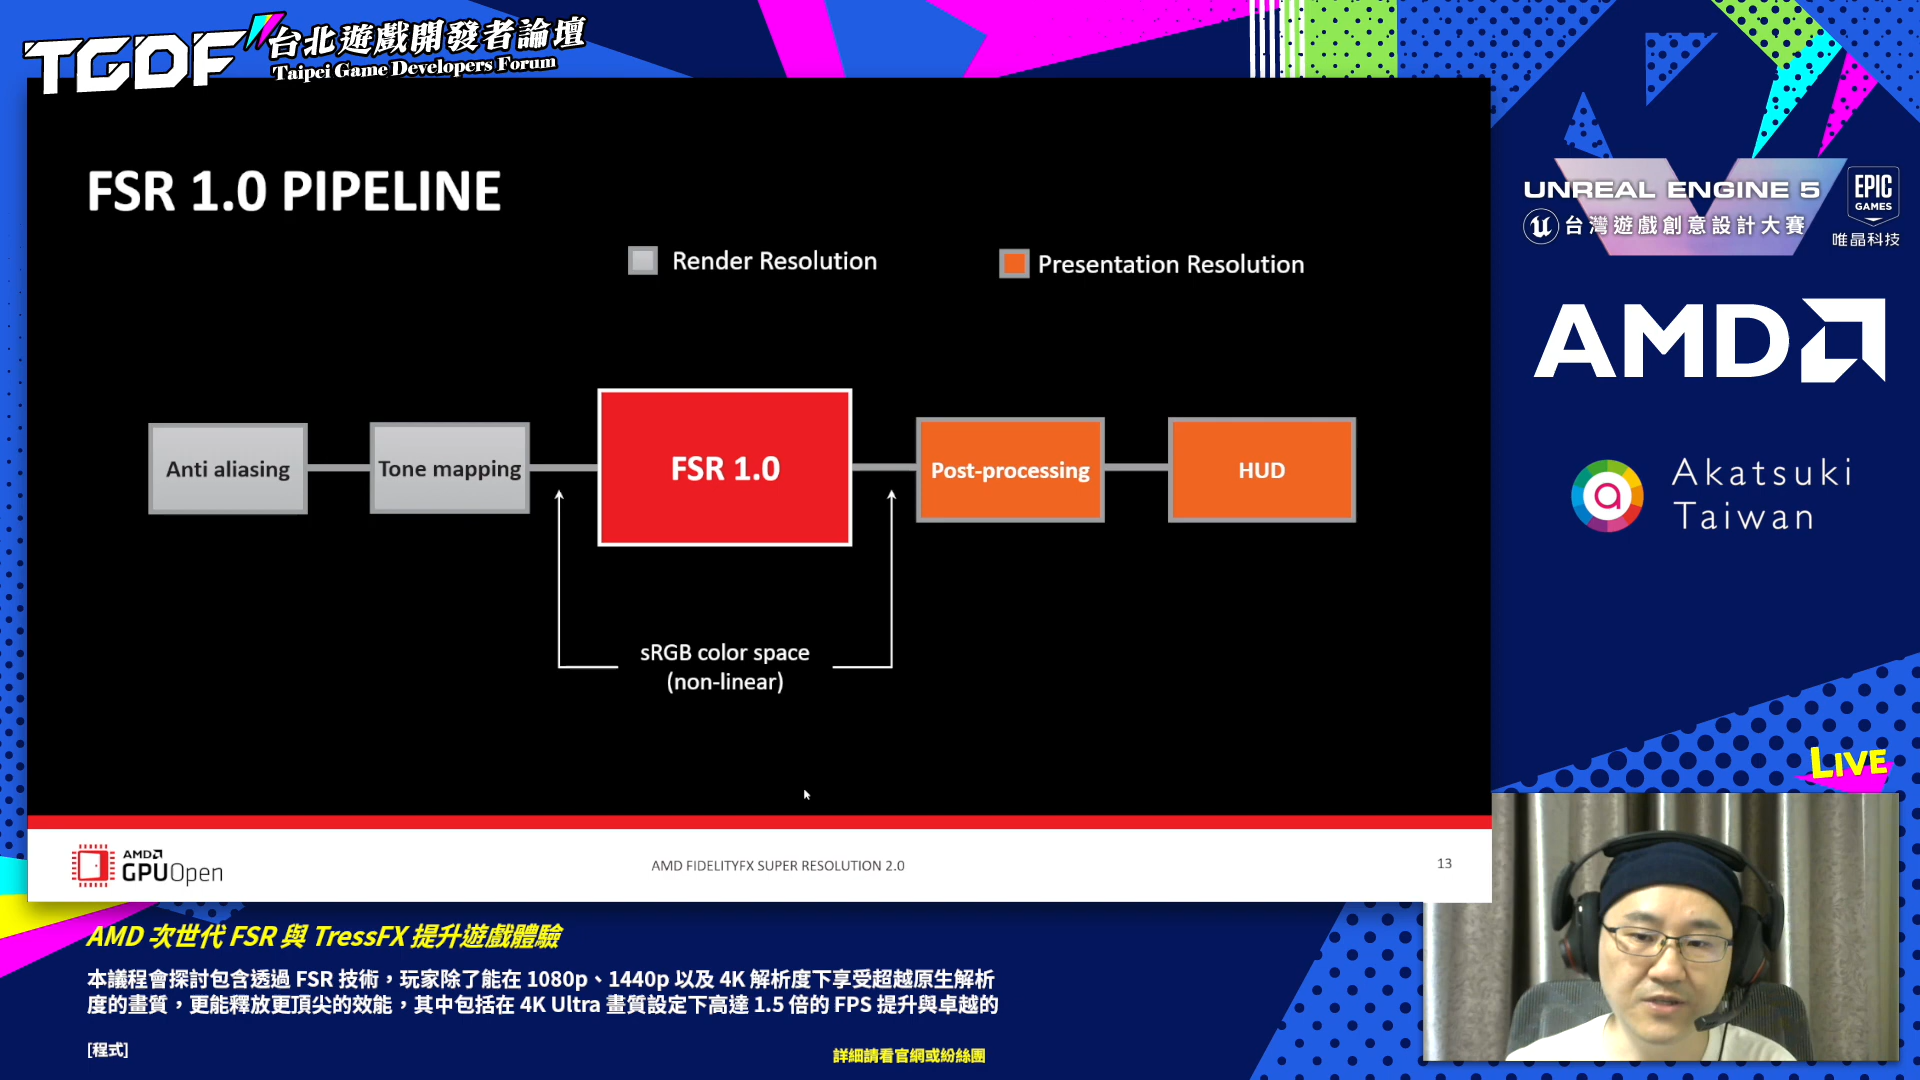 TGDF 台北遊戲開發者論壇
Taipei Game Developers Forum
FSR 1.0 PIPELINE
Render Resolution
Presentation Resolution
Anti aliasing
Tone mapping
FSR 1.0
Post-processing
HUD
sRGB color space
(non-linear)
AMD
GPUOpen
AMD FIDELITYFX SUPER RESOLUTION 2.0
13
UNREAL ENGINE 5
台灣遊戲創意設計大賽
EPIC
GAMES
唯晶科技
AMD
Akatsuki
Taiwan
LIVE
AMD 次世代 FSR 與 TressFX 提升遊戲體驗
本議程會探討包含透過 FSR 技術，玩家除了能在 1080p、1440p 以及 4K 解析度下享受超越原生解析
度的畫質，更能釋放更頂尖的效能，其中包括在 4K Ultra 畫質設定下高達 1.5 倍的 FPS 提升與卓越的
[程式]
詳細請看官網或紛絲團